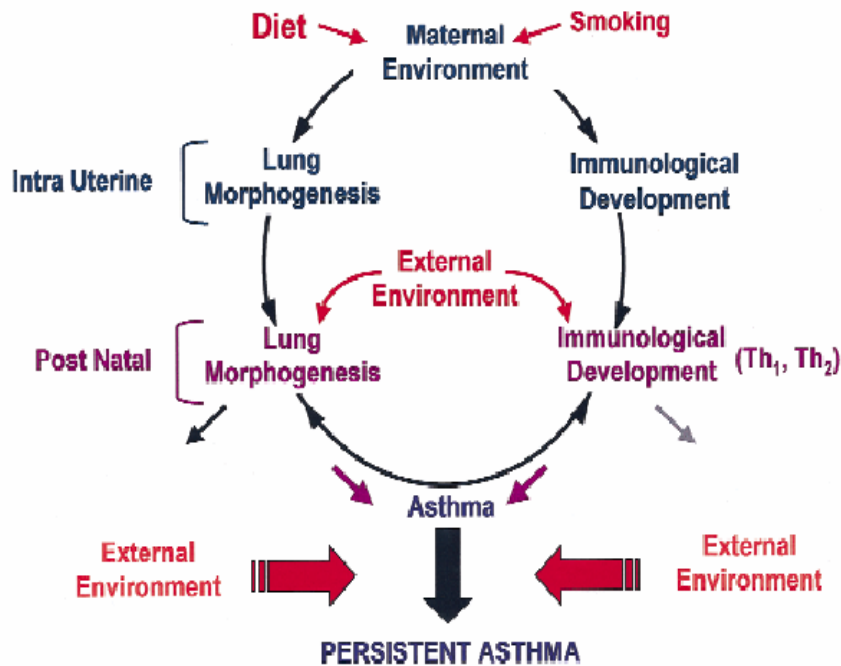 Diet
Smoking
Maternal
Environment
Intra Uterine
Lung
Morphogenesis
Immunological
Development
External
Environment
Post Natal
Lung
Morphogenesis
Immunological
Development
(Th₁, Th₂)
Asthma
External
Environment
External
Environment
PERSISTENT ASTHMA